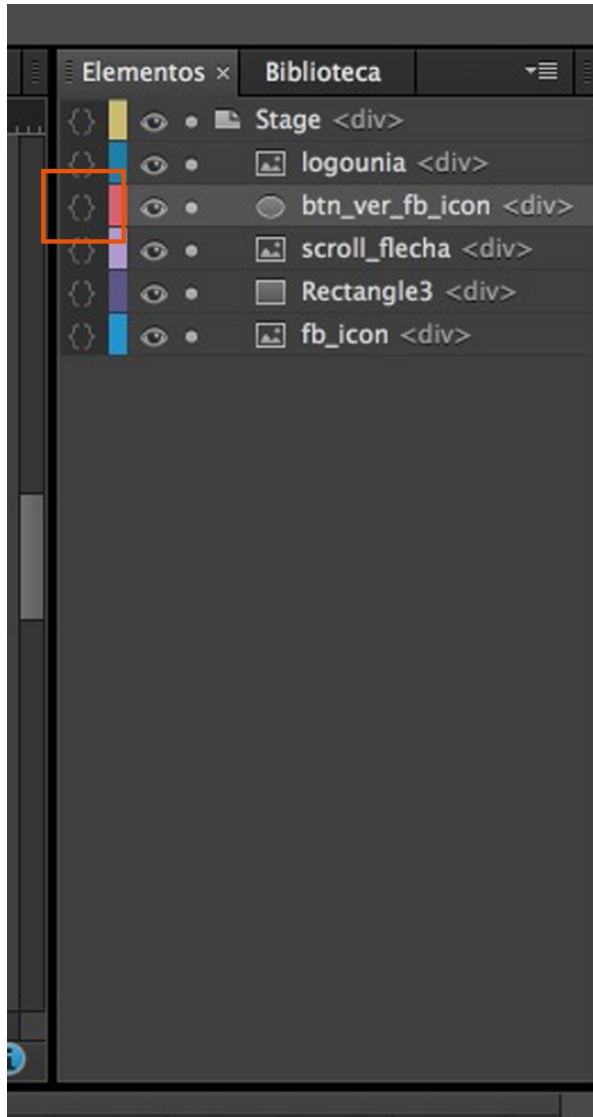 Elementos × Biblioteca
{} Stage <div>
{} logounia <div>
{} btn_ver_fb_icon <div>
{} scroll_flecha <div>
{} Rectangle3 <div>
{} fb_icon <div>